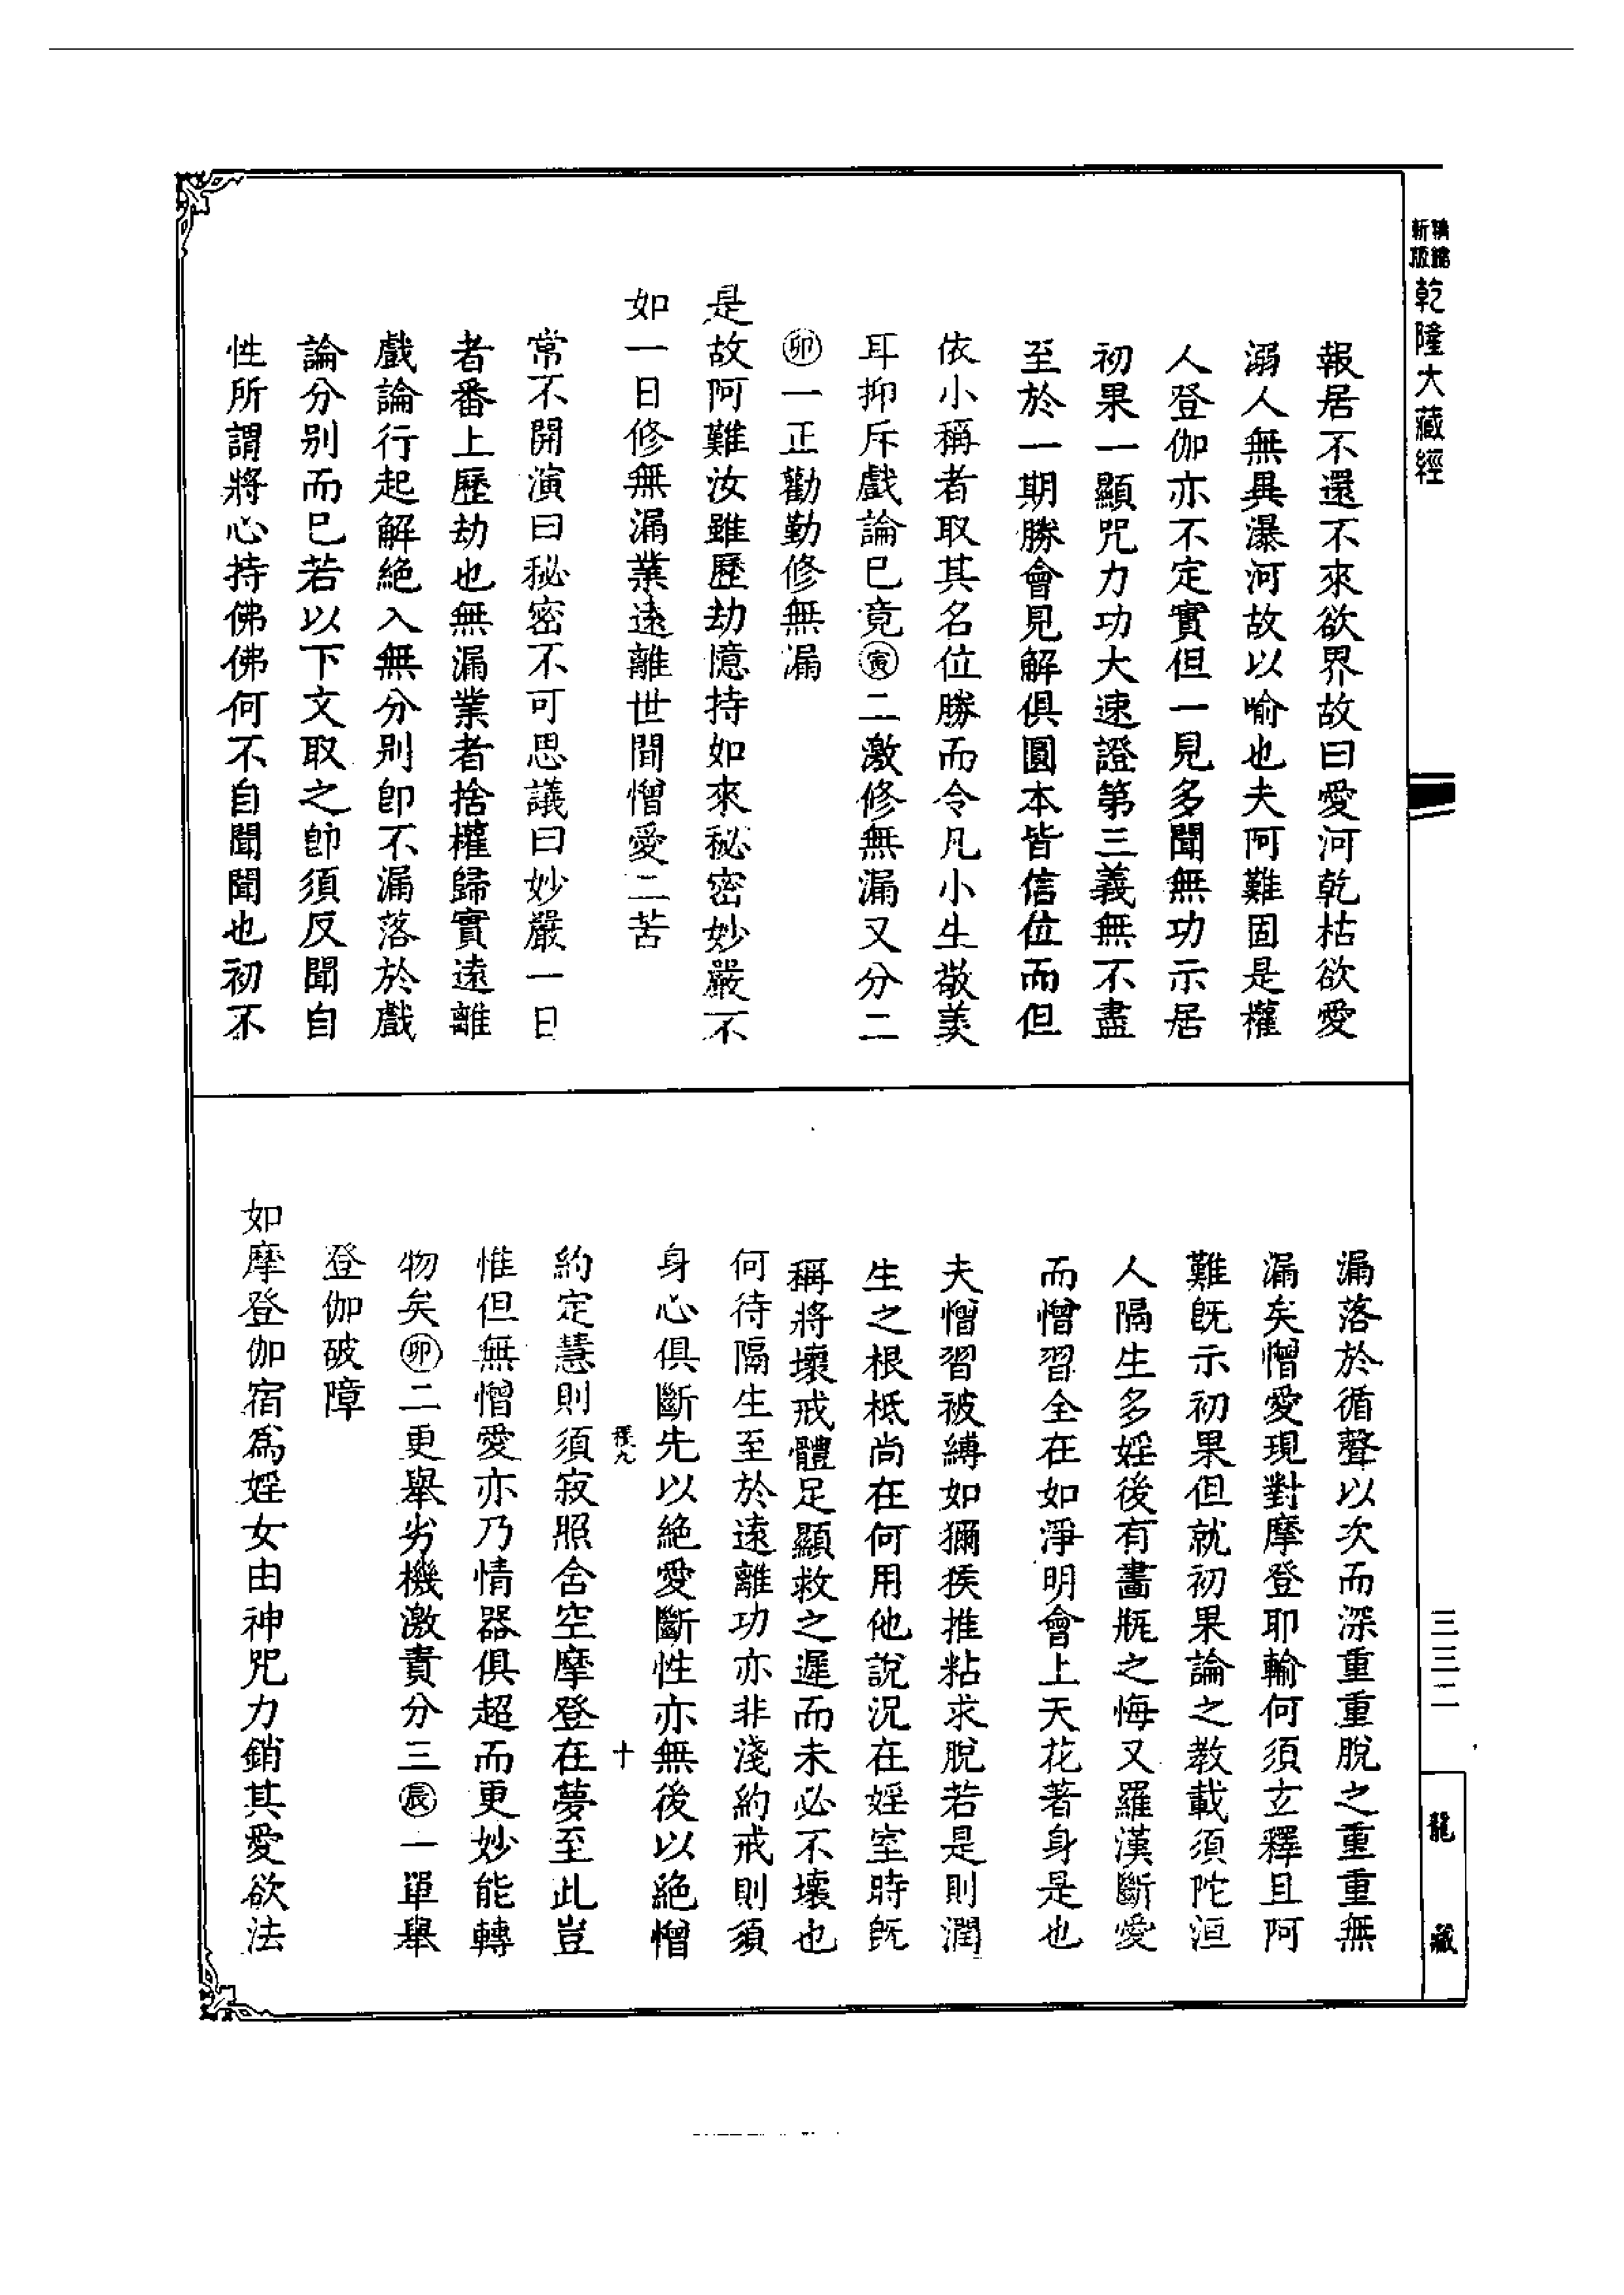 精鐫
新版
乾隆大藏經
報居不還不來欲界故曰愛河乾枯欲愛
溺人無異瀑河故以喻也夫阿難固是權
人登伽亦不定實但一見多聞無功示居
初果一顯咒力功大速證第三義無不盡
至於一期勝會見解俱圓本皆信位而但
依小稱者取其名位勝而令凡小生敬羡
耳抑斥戲論已竟㊞寅二激修無漏又分二
卯一正勸勤修無漏
是故阿難汝雖歷劫憶持如來秘密妙嚴不
如一日修無漏業遠離世間憎愛二苦
常不開演曰秘密不可思議曰妙嚴一日
者番上歷劫也無漏業者捨權歸實遠離
戲論行起解絕入無分別卽不漏落於戲
論分別而已若以下文取之卽須反聞自
性所謂將心持佛佛何不自聞聞也初不
漏落於循聲以次而深重重脫之重重無
漏矣憎愛現對摩登耶輸何須玄釋且阿
難旣示初果但就初果論之教載須陀洹
人隔生多婬後有畵瓶之悔又羅漢斷愛
而憎習全在如淨明會上天花著身是也
夫憎習被縛如獼猴推粘求脫若是則潤
生之根柢尚在何用他說況在婬室時旣
稱將壞戒體足顯救之遲而未必不壞也
何待隔生至於遠離功亦非淺約戒則須
身心俱斷先以絕愛斷性亦無後以絕憎
約定慧則須寂照含空摩登在夢至此豈
惟但無憎愛亦乃情器俱超而更妙能轉
物矣卯二更舉劣機激責分三辰一單舉
登伽破障
如摩登伽宿爲婬女由神咒力銷其愛欲法
十
三三二
龍藏